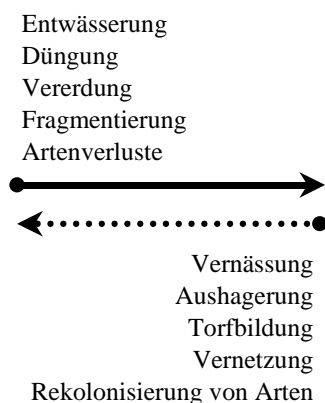 Entwässerung
Düngung
Vererdung
Fragmentierung
Artenverluste
Vernässung
Aushagerung
Torfbildung
Vernetzung
Rekolonisierung von Arten